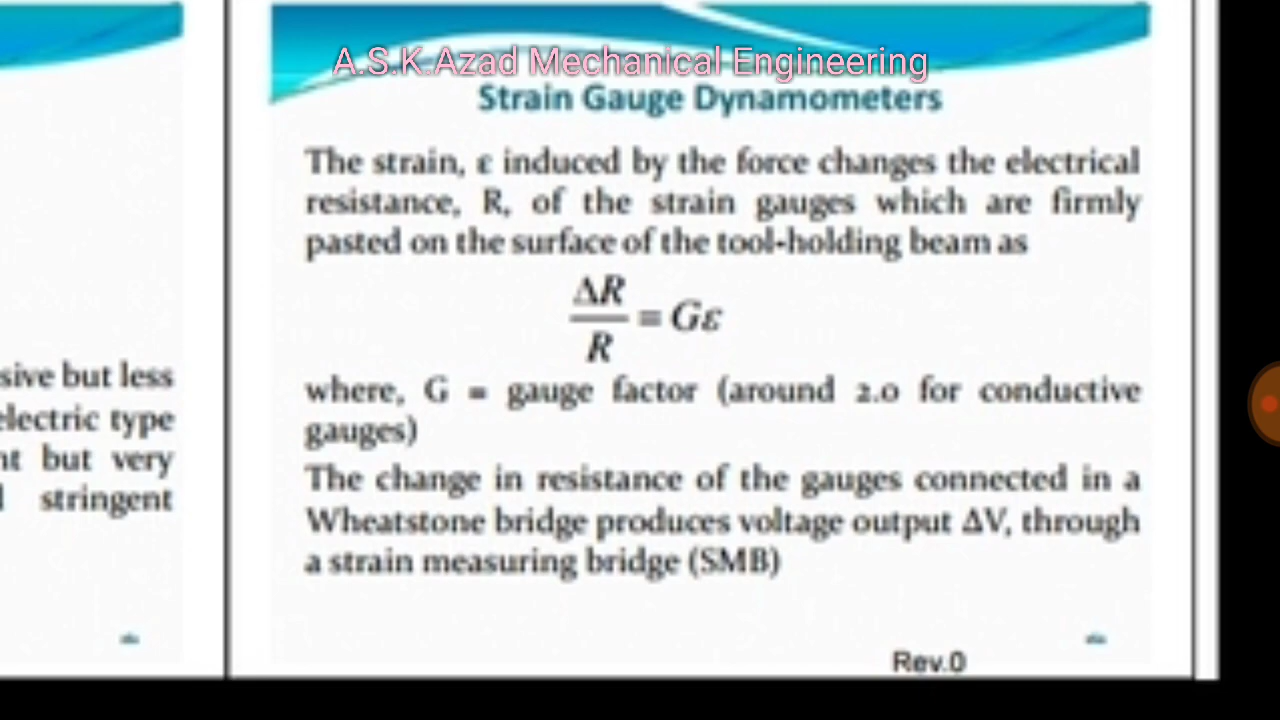 A.S.K.Azad Mechanical Engineering
Strain Gauge Dynamometers
The strain, ε induced by the force changes the electrical
resistance, R, of the strain gauges which are firmly
pasted on the surface of the tool-holding beam as
ΔR
— = Gε
R
where, G = gauge factor (around 2.0 for conductive
gauges)
The change in resistance of the gauges connected in a
Wheatstone bridge produces voltage output ΔV, through
a strain measuring bridge (SMB)
Rev.0
but less
type
but very
stringent